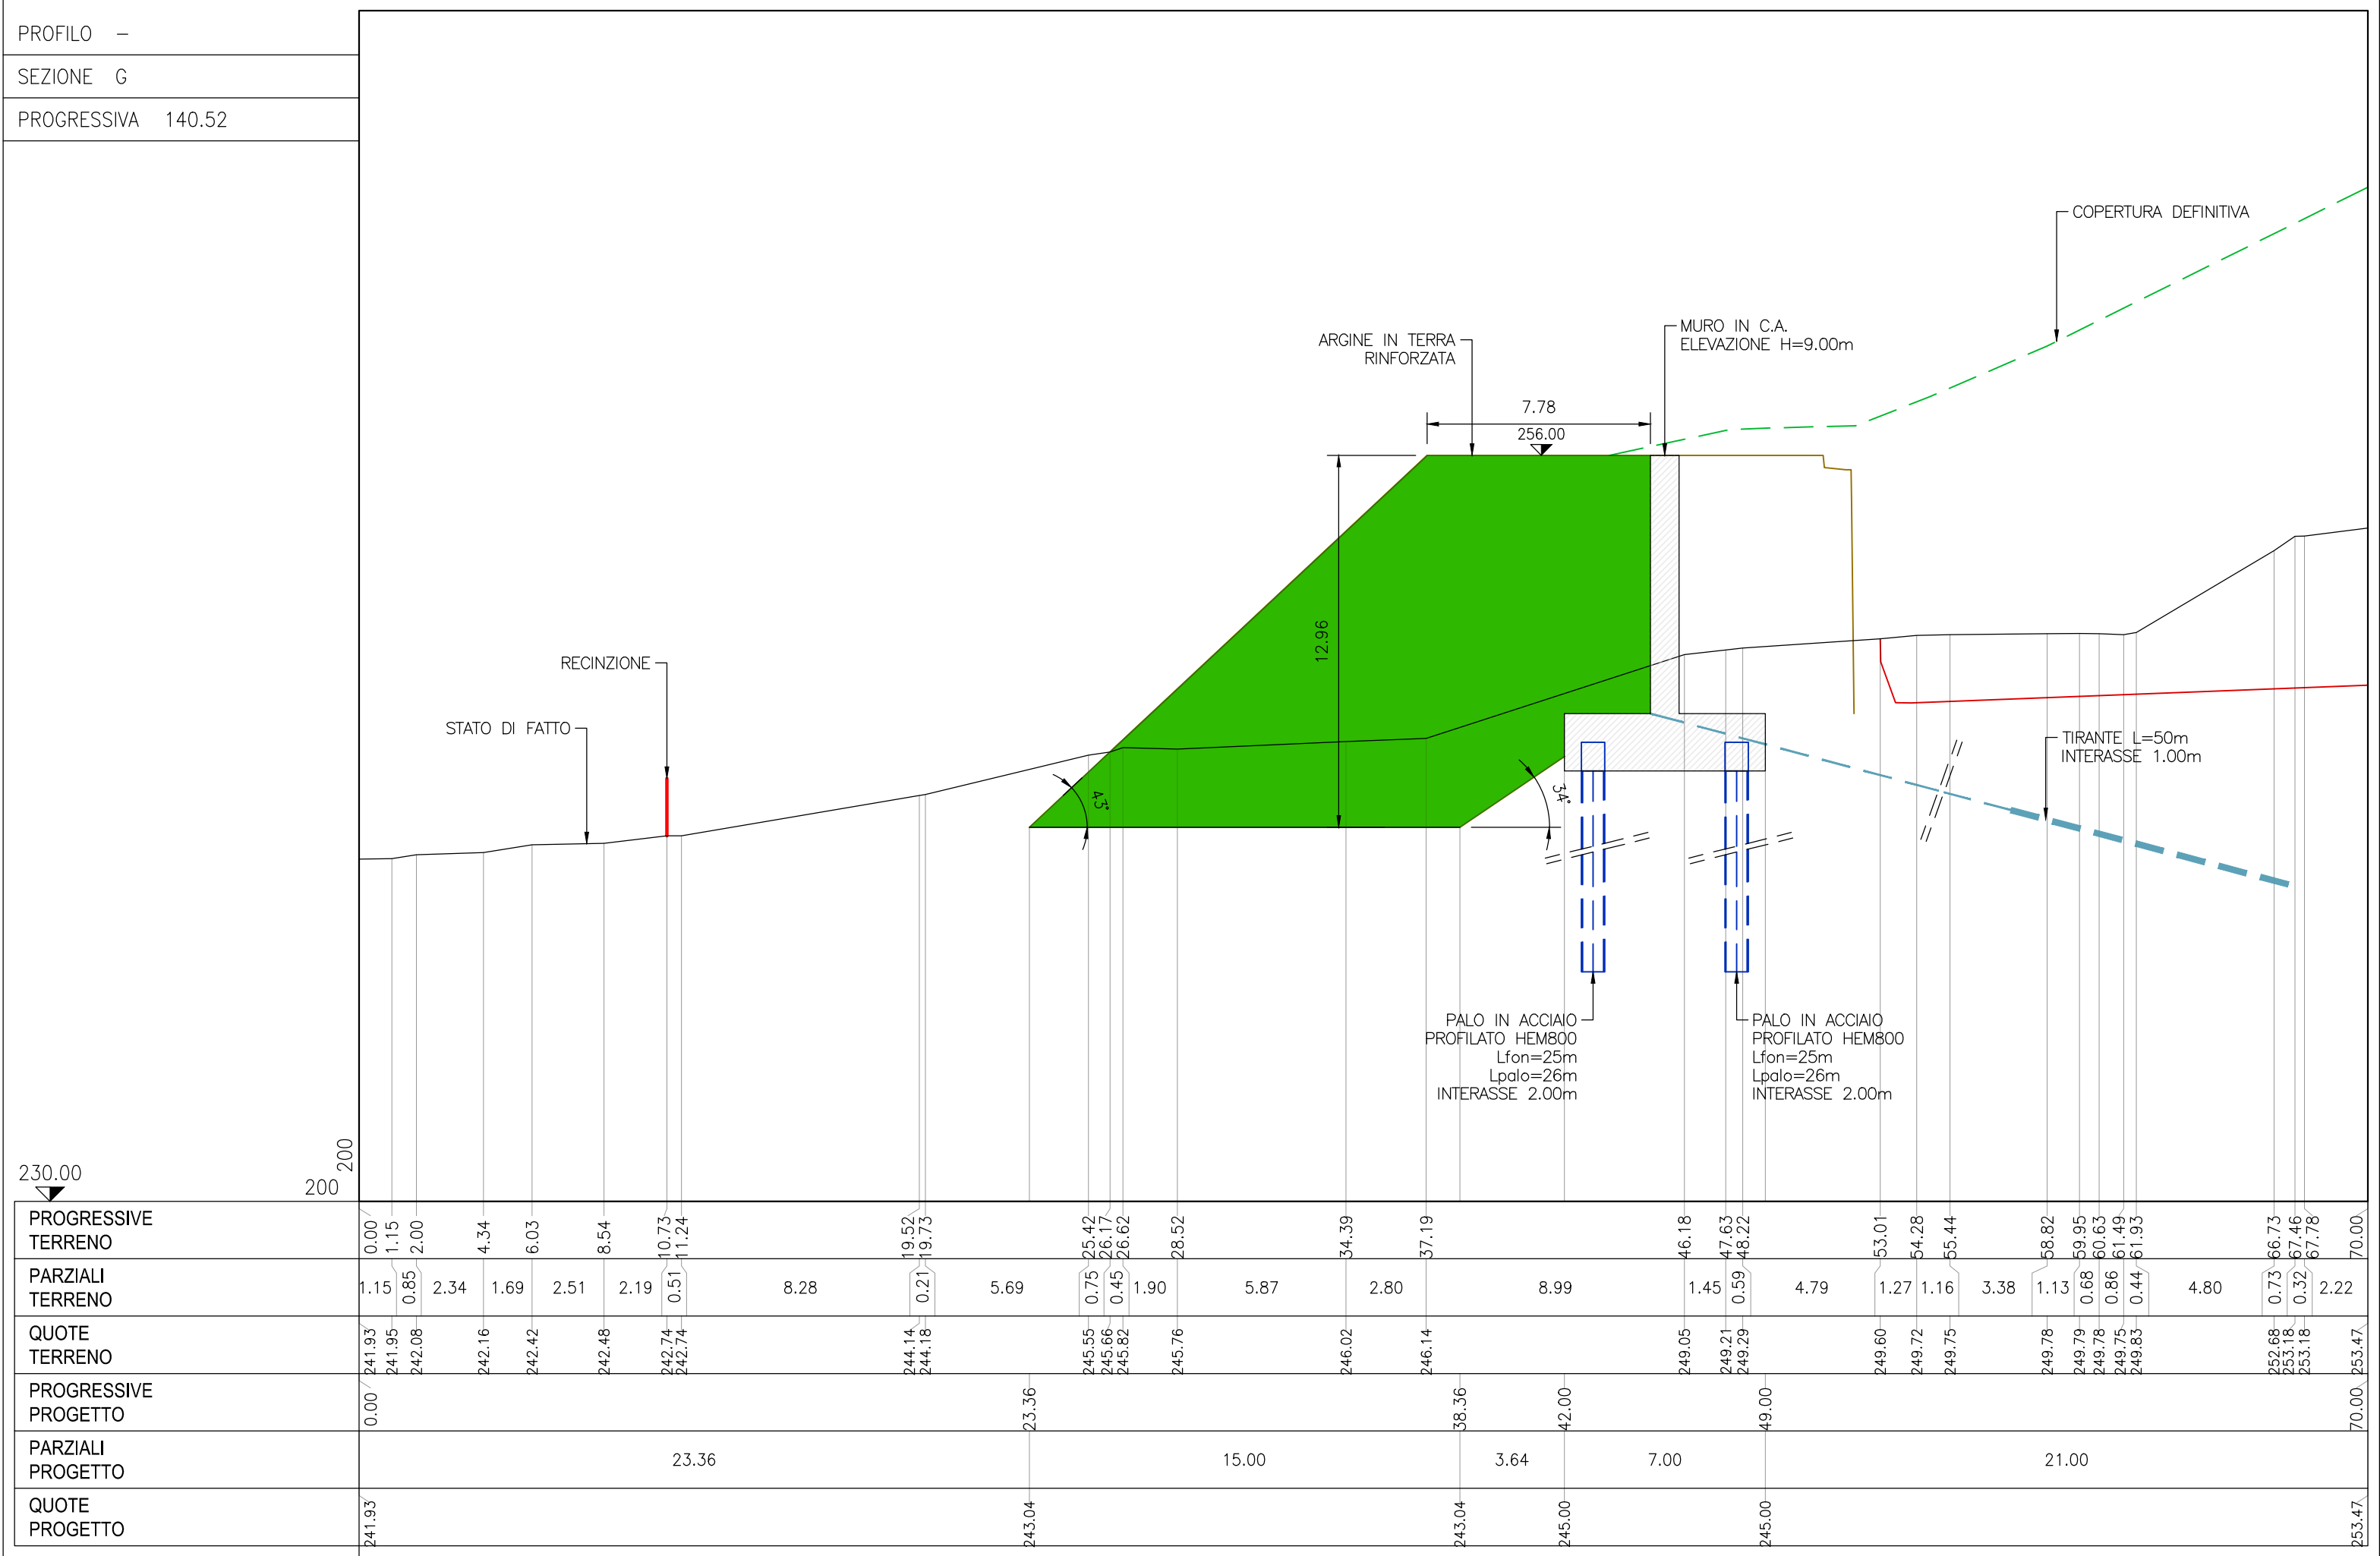 PROFILO -
SEZIONE G
PROGRESSIVA 140.52
COPERTURA DEFINITIVA
MURO IN C.A.
ELEVAZIONE H=9.00m
ARGINE IN TERRA
RINFORZATA
7.78
256.00
12.96
RECINZIONE
STATO DI FATTO
43°
34°
TIRANTE L=50m
INTERASSE 1.00m
PALO IN ACCIAIO
PROFILATO HEM800
Lfon=25m
Lpalo=26m
INTERASSE 2.00m
PALO IN ACCIAIO
PROFILATO HEM800
Lfon=25m
Lpalo=26m
INTERASSE 2.00m
200
230.00
200
PROGRESSIVE
TERRENO
0.00 1.15 2.00 4.34 6.03 8.54 10.73 11.24 19.52 19.73 25.42 26.17 26.62 28.52 34.39 37.19 46.18 47.63 48.22 53.01 54.28 55.44 58.82 59.95 60.63 61.49 61.93 66.73 67.46 67.78 70.00
PARZIALI
TERRENO
1.15 0.85 2.34 1.69 2.51 2.19 0.51 8.28 0.21 5.69 0.75 0.45 1.90 5.87 2.80 8.99 1.45 0.59 4.79 1.27 1.16 3.38 1.13 0.68 0.86 0.44 4.80 0.73 0.32 2.22
QUOTE
TERRENO
241.93 241.95 242.08 242.16 242.42 242.48 242.74 242.74 244.14 244.18 245.55 245.66 245.82 245.76 246.02 246.14 249.05 249.21 249.29 249.60 249.72 249.75 249.78 249.79 249.78 249.75 249.83 252.68 253.18 253.18 253.47
PROGRESSIVE
PROGETTO
0.00 23.36 38.36 42.00 49.00 70.00
PARZIALI
PROGETTO
23.36 15.00 3.64 7.00 21.00
QUOTE
PROGETTO
241.93 243.04 243.04 245.00 245.00 253.47